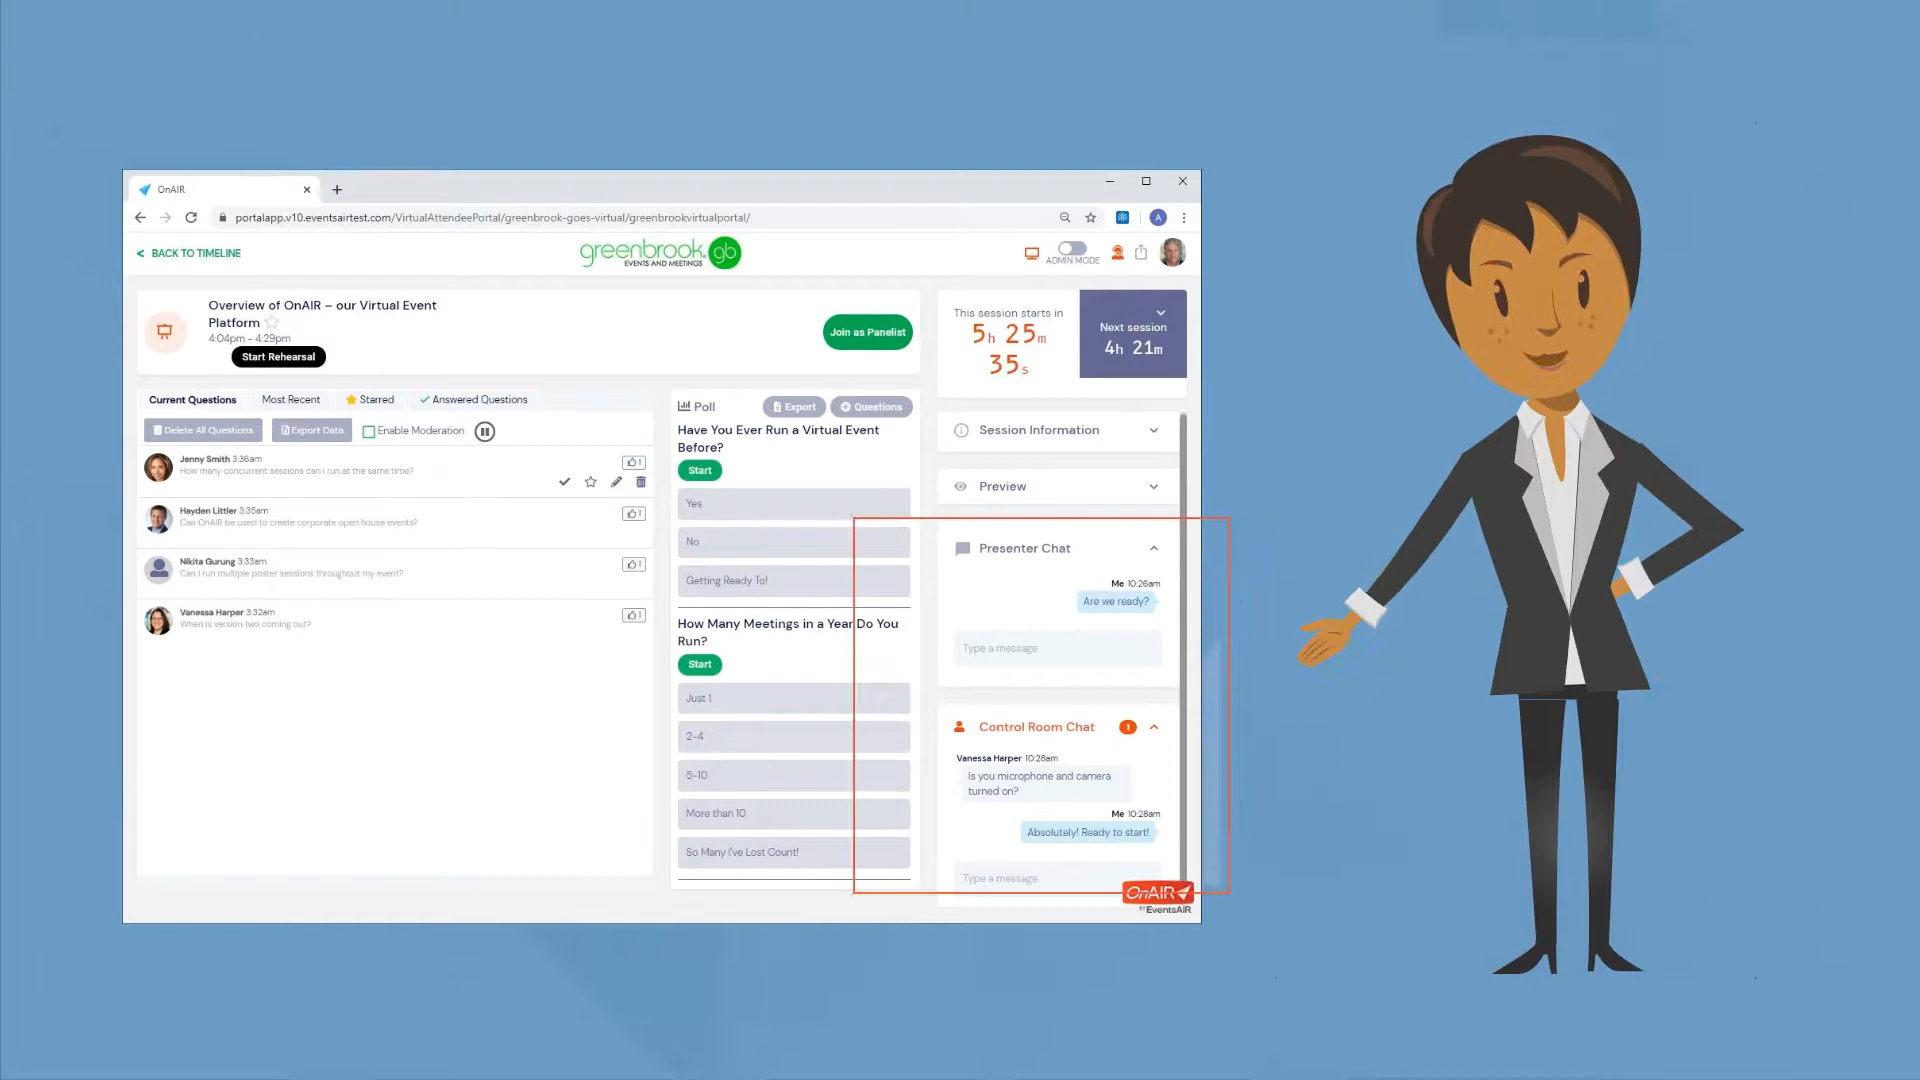 OnAIR
portalapp.v10.eventsairtest.com/VirtualAttendeePortal/greenbrook-goes-virtual/greenbrookvirtualportal/
A
< BACK TO TIMELINE
greenbrook gb
EVENTS AND MEETINGS
ADMIN MODE
Overview of OnAIR – our Virtual Event
Platform
4:04pm – 4:29pm
Start Rehearsal
Join as Panelist
This session starts in
5h 25m
35s
Next session
4h 21m
Current Questions Most Recent Starred Answered Questions
Delete All Questions Export Data Enable Moderation
Jenny Smith 3:36am
How many concurrent sessions can I run at the same time?
1
Hayden Littler 3:35am
Can OnAIR be used to create corporate open house events?
1
Nikita Gurung 3:33am
Can I run multiple poster sessions throughout my event?
1
Vanessa Harper 3:32am
When is version two coming out?
1
Poll Export Questions
Have You Ever Run a Virtual Event
Before?
Start
Yes
No
Getting Ready To!
How Many Meetings in a Year Do You
Run?
Start
Just 1
2-4
5-10
More than 10
So Many I've Lost Count!
Session Information
Preview
Presenter Chat
Me 10:26am
Are we ready?
Type a message
Control Room Chat 1
Vanessa Harper 10:28am
Is you microphone and camera
turned on?
Me 10:28am
Absolutely! Ready to start!
Type a message
OnAIR
BY EventsAIR